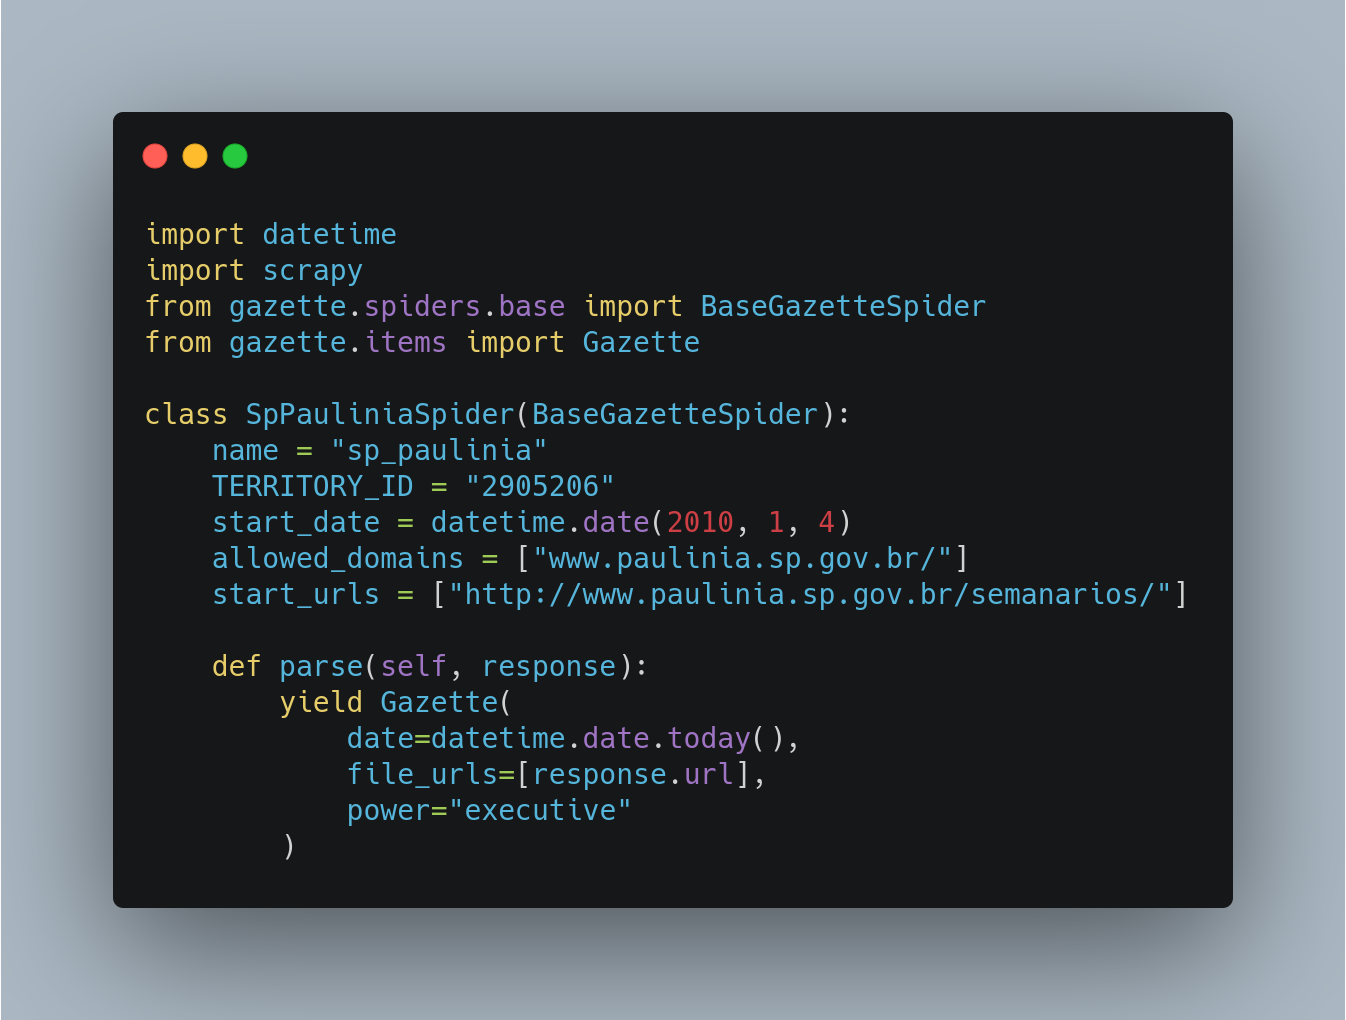 import datetime
import scrapy
from gazette.spiders.base import BaseGazetteSpider
from gazette.items import Gazette

class SpPauliniaSpider(BaseGazetteSpider):
    name = "sp_paulinia"
    TERRITORY_ID = "2905206"
    start_date = datetime.date(2010, 1, 4)
    allowed_domains = ["www.paulinia.sp.gov.br/"]
    start_urls = ["http://www.paulinia.sp.gov.br/semanarios/"]

    def parse(self, response):
        yield Gazette(
            date=datetime.date.today(),
            file_urls=[response.url],
            power="executive"
        )